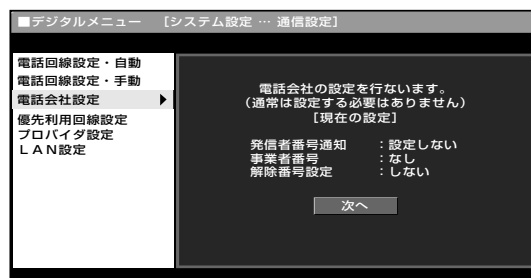 ■デジタルメニュー　[システム設定 … 通信設定]
電話回線設定・自動
電話回線設定・手動
電話会社設定 ▶
優先利用回線設定
プロバイダ設定
ＬＡＮ設定
電話会社の設定を行ないます。
（通常は設定する必要はありません）
[現在の設定]
発信者番号通知　：設定しない
事業者番号　：なし
解除番号設定　：しない
次へ